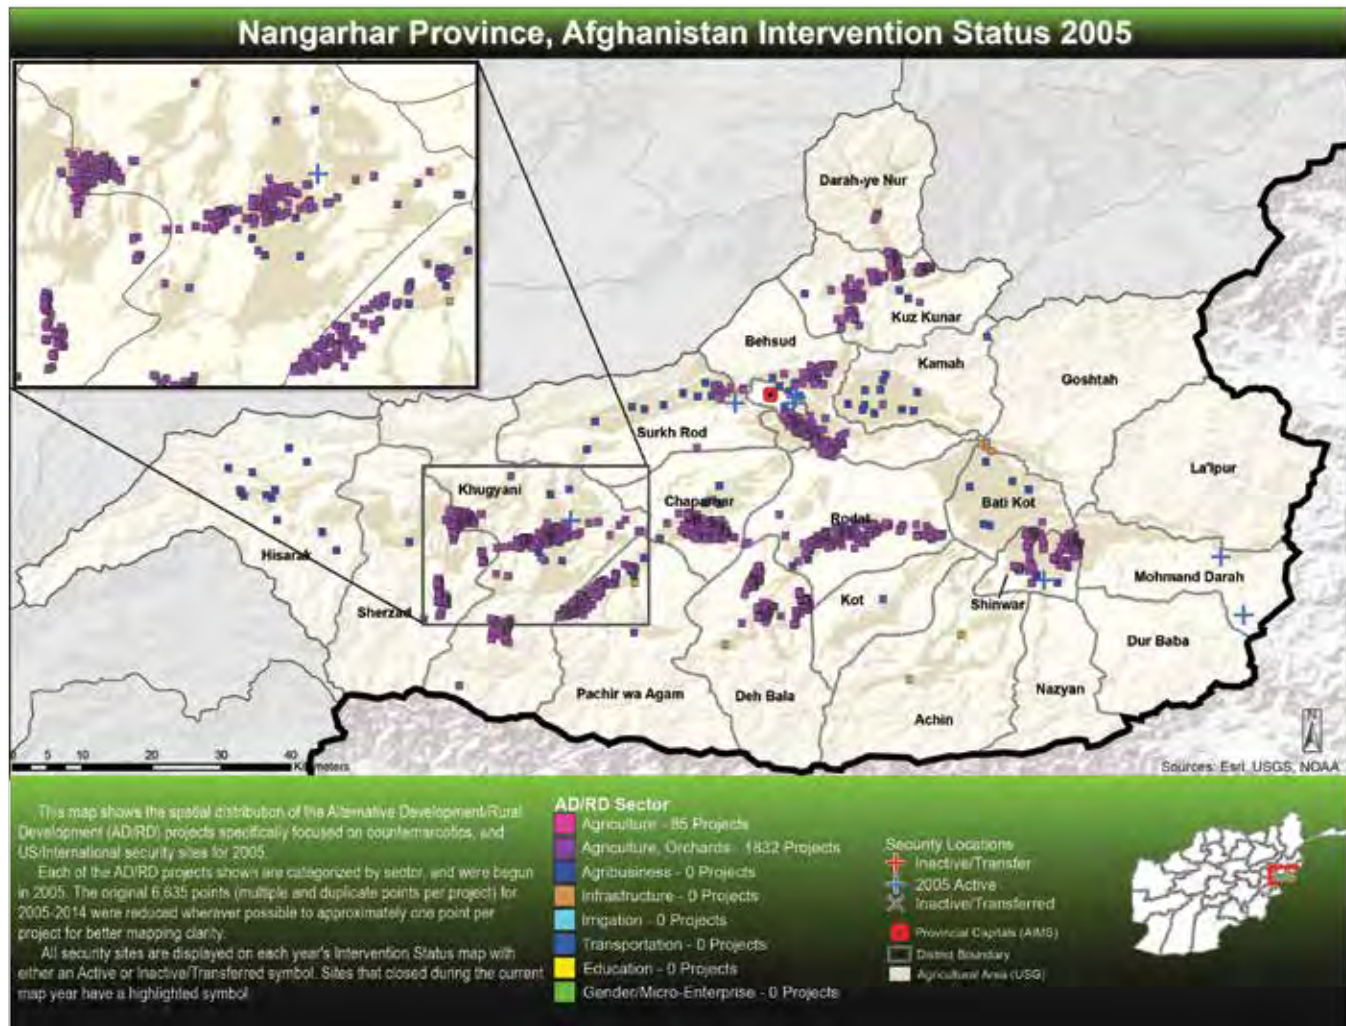 Nangarhar Province, Afghanistan Intervention Status 2005
Darah-ye Nur
Kuz Kunar
Behsud
Kamah
Goshtah
Surkh Rod
La'lpur
Khugyani
Chaparhar
Bati Kot
Rodat
Hisarak
Mohmand Darah
Sherzad
Kot
Shinwar
Dur Baba
Pachir wa Agam
Deh Bala
Nazyan
Achin
0 5 10 20 30 40
Kilometers
N
Sources: Esri, USGS, NOAA
This map shows the spatial distribution of the Alternative Development/Rural
Development (AD/RD) projects specifically focused on counternarcotics, and
US/International security sites for 2005.
Each of the AD/RD projects shown are categorized by sector, and were begun
in 2005. The original 6,635 points (multiple and duplicate points per project) for
2005-2014 were reduced wherever possible to approximately one point per
project for better mapping clarity.
All security sites are displayed on each year's Intervention Status map with
either an Active or Inactive/Transferred symbol. Sites that closed during the current
map year have a highlighted symbol
AD/RD Sector
Agriculture - 85 Projects
Agriculture, Orchards - 1832 Projects
Agribusiness - 0 Projects
Infrastructure - 0 Projects
Irrigation - 0 Projects
Transportation - 0 Projects
Education - 0 Projects
Gender/Micro-Enterprise - 0 Projects
Security Locations
Inactive/Transfer
2005 Active
Inactive/Transferred
Provincial Capitals (AIMS)
District Boundary
Agricultural Area (USG)